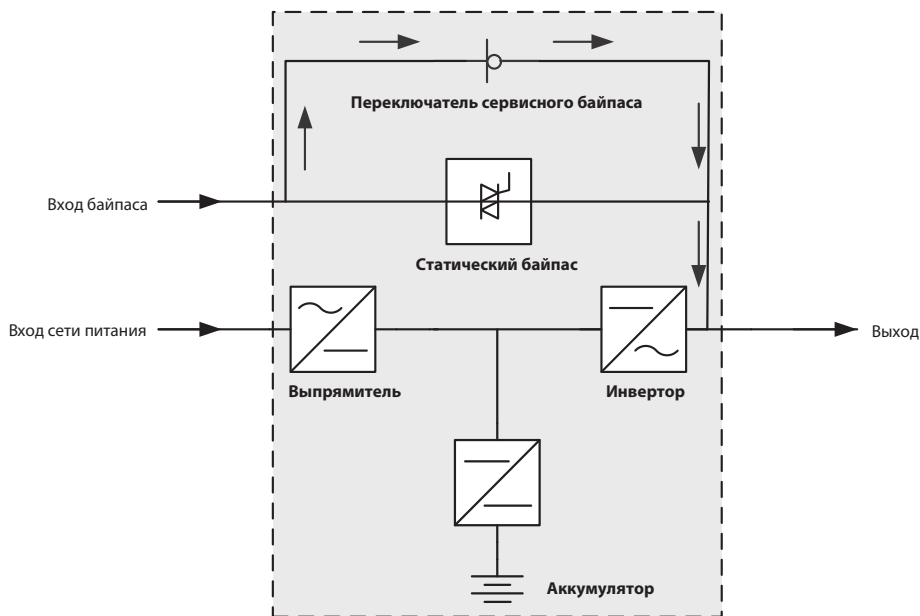 Переключатель сервисного байпаса
Вход байпаса
Статический байпас
Вход сети питания
Выход
Выпрямитель
Инвертор
Аккумулятор